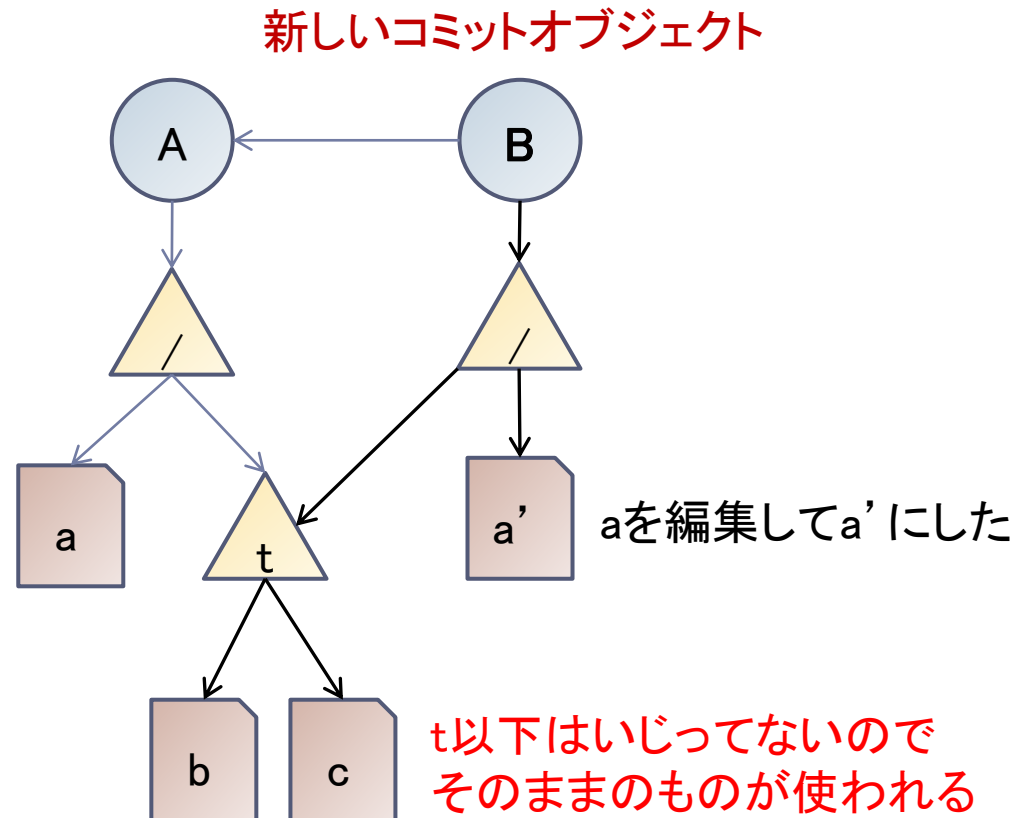 新しいコミットオブジェクト
A
B
/
/
a
t
a’
aを編集してa’にした
b
c
t以下はいじってないので
そのままのものが使われる